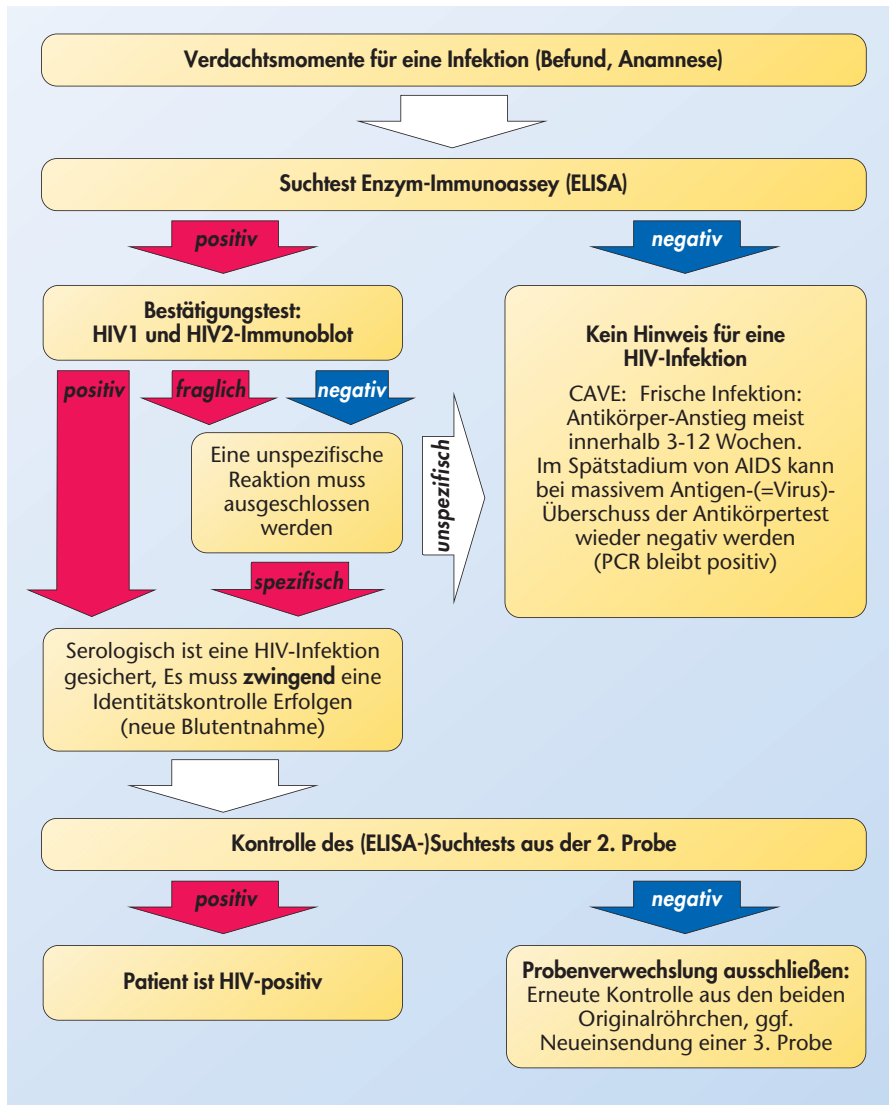 Verdachtsmomente für eine Infektion (Befund, Anamnese)
Suchtest Enzym-Immunoassey (ELISA)
positiv
negativ
Bestätigungstest:
HIV1 und HIV2-Immunoblot
positiv
fraglich
negativ
Eine unspezifische
Reaktion muss
ausgeschlossen
werden
unspezifisch
Kein Hinweis für eine
HIV-Infektion
CAVE: Frische Infektion:
Antikörper-Anstieg meist
innerhalb 3-12 Wochen.
Im Spätstadium von AIDS kann
bei massivem Antigen-(=Virus)-
Überschuss der Antikörpertest
wieder negativ werden
(PCR bleibt positiv)
spezifisch
Serologisch ist eine HIV-Infektion
gesichert, Es muss zwingend eine
Identitätskontrolle Erfolgen
(neue Blutentnahme)
Kontrolle des (ELISA-)Suchtests aus der 2. Probe
positiv
negativ
Patient ist HIV-positiv
Probenverwechslung ausschließen:
Erneute Kontrolle aus den beiden
Originalröhrchen, ggf.
Neueinsendung einer 3. Probe